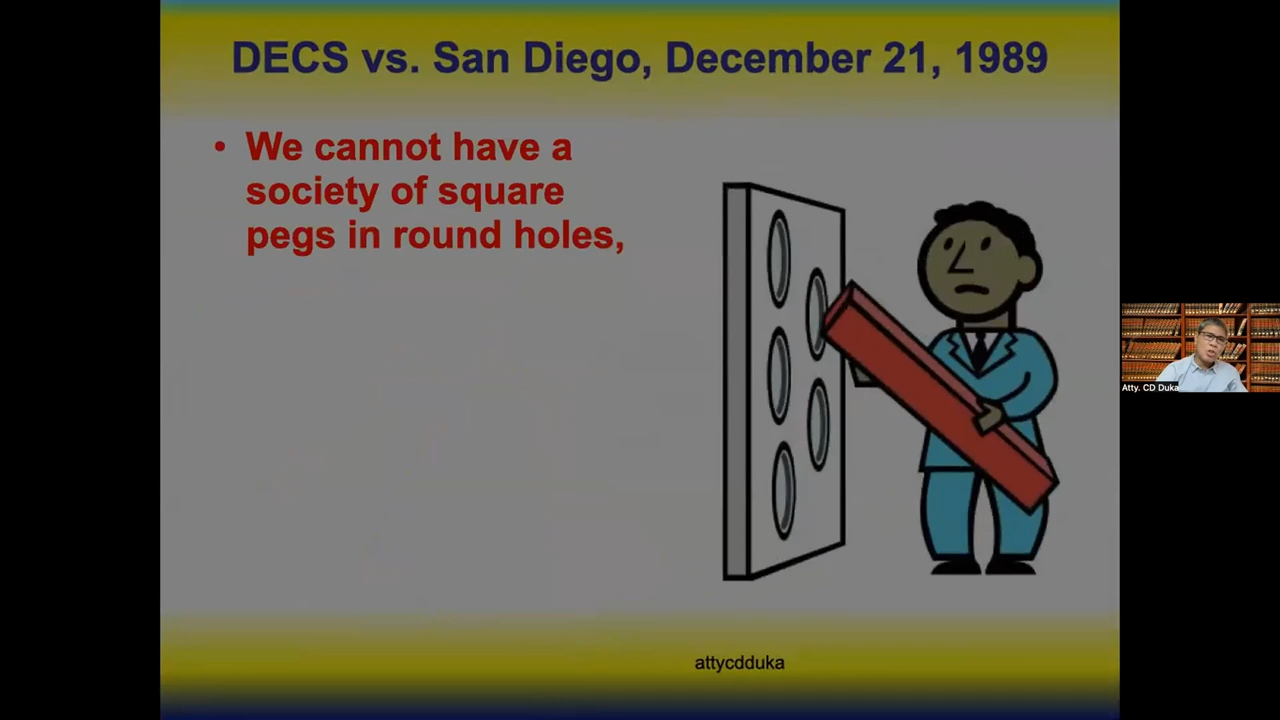 DECS vs. San Diego, December 21, 1989
• We cannot have a
society of square
pegs in round holes,
Atty. CD Duka
attycdduka